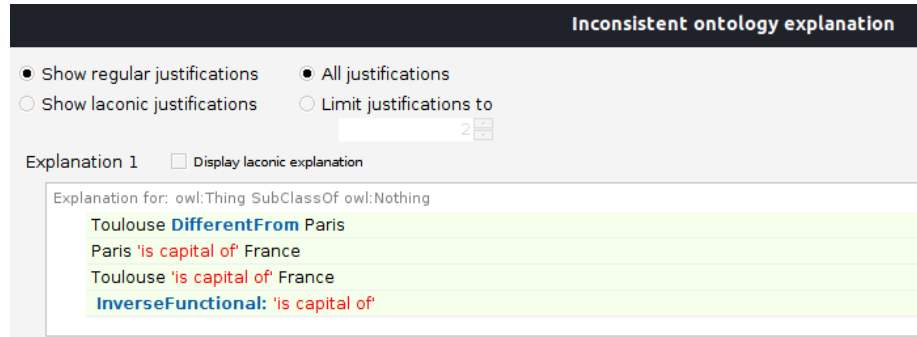 Inconsistent ontology explanation
Show regular justifications All justifications
Show laconic justifications Limit justifications to
2
Explanation 1 Display laconic explanation
Explanation for: owl:Thing SubClassOf owl:Nothing
Toulouse DifferentFrom Paris
Paris 'is capital of' France
Toulouse 'is capital of' France
InverseFunctional: 'is capital of'